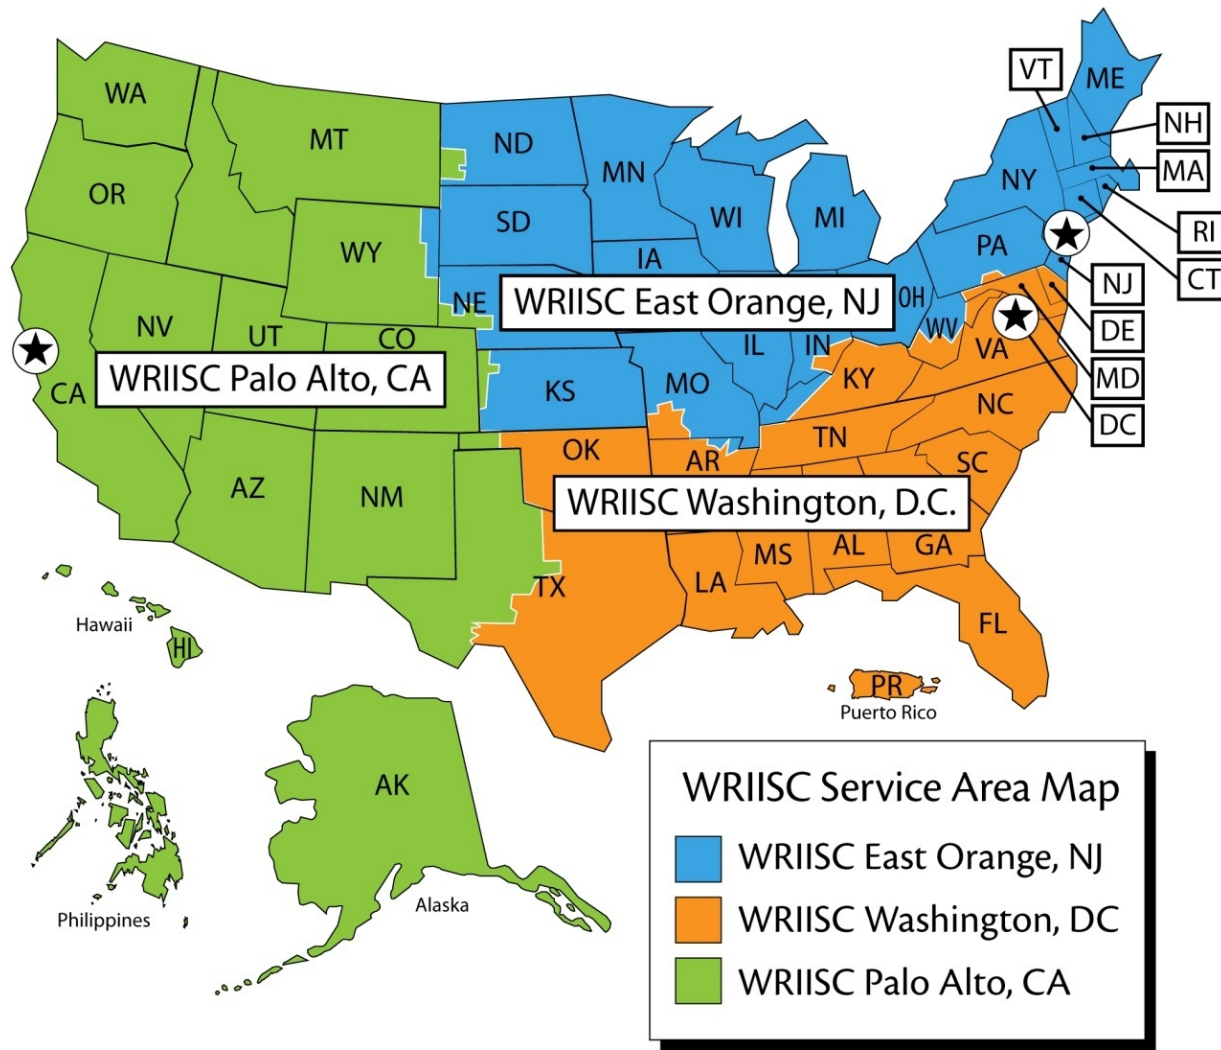 VT
ME
WA
NH
MT
ND
MN
MA
OR
NY
SD
WI
MI
RI
WY
PA
IA
CT
NJ
WRIISC East Orange, NJ
NE
OH
NV
UT
CO
WV
DE
IL
IN
VA
WRIISC Palo Alto, CA
MD
CA
KS
MO
KY
NC
DC
TN
OK
AR
SC
AZ
NM
WRIISC Washington, D.C.
MS
AL
GA
TX
LA
Hawaii
FL
HI
PR
Puerto Rico
AK
Alaska
Philippines
WRIISC Service Area Map
WRIISC East Orange, NJ
WRIISC Washington, DC
WRIISC Palo Alto, CA